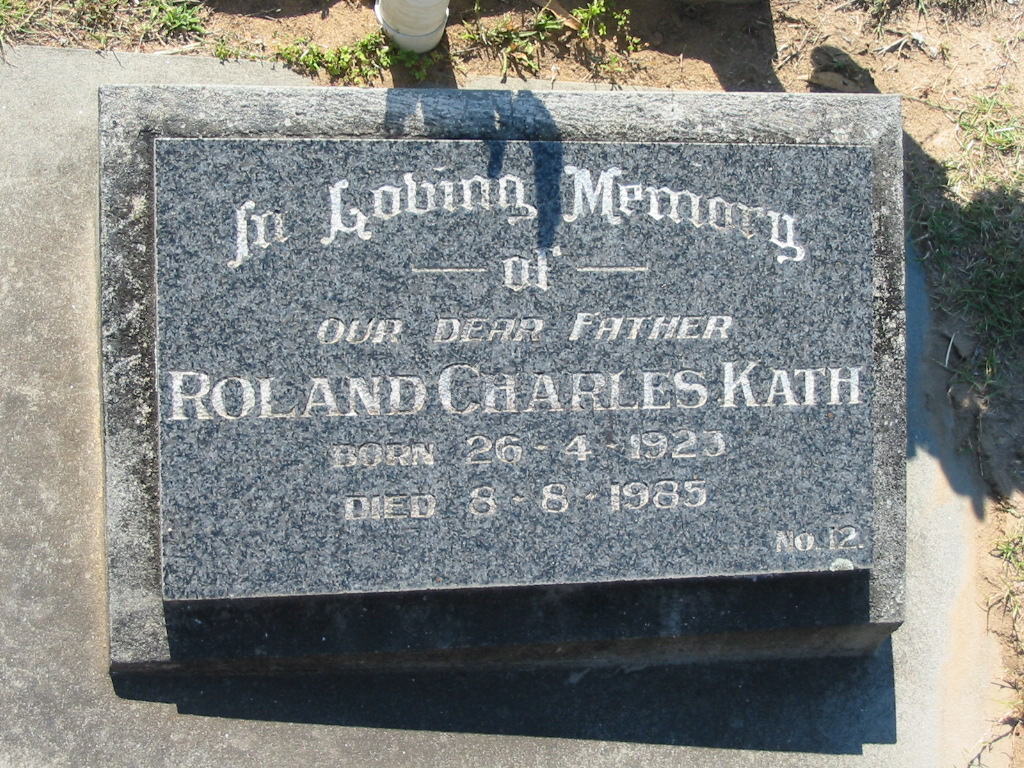 In Loving Memory
of
OUR DEAR FATHER
ROLAND CHARLES KATH
BORN 26-4-1923
DIED 8-8-1985
No. 12.